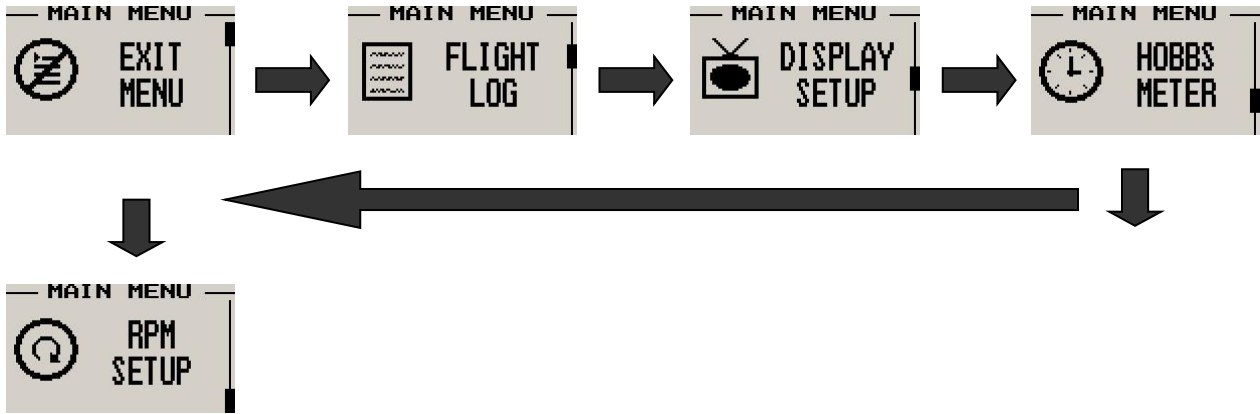 MAIN MENU
EXIT
MENU
MAIN MENU
FLIGHT
LOG
MAIN MENU
DISPLAY
SETUP
MAIN MENU
HOBBS
METER
MAIN MENU
RPM
SETUP